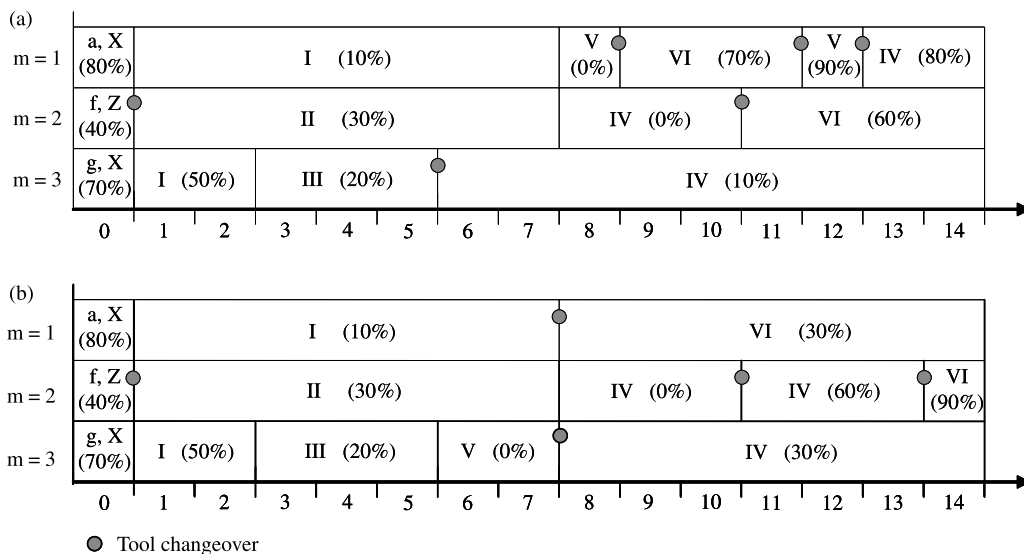 (a)
m = 1
a, X
(80%)
I (10%)
V
(0%)
VI (70%)
V
(90%)
IV (80%)
m = 2
f, Z
(40%)
II (30%)
IV (0%)
VI (60%)
m = 3
g, X
(70%)
I (50%)
III (20%)
IV (10%)
0 1 2 3 4 5 6 7 8 9 10 11 12 13 14
(b)
m = 1
a, X
(80%)
I (10%)
VI (30%)
m = 2
f, Z
(40%)
II (30%)
IV (0%)
IV (60%)
VI
(90%)
m = 3
g, X
(70%)
I (50%)
III (20%)
V (0%)
IV (30%)
0 1 2 3 4 5 6 7 8 9 10 11 12 13 14
Tool changeover